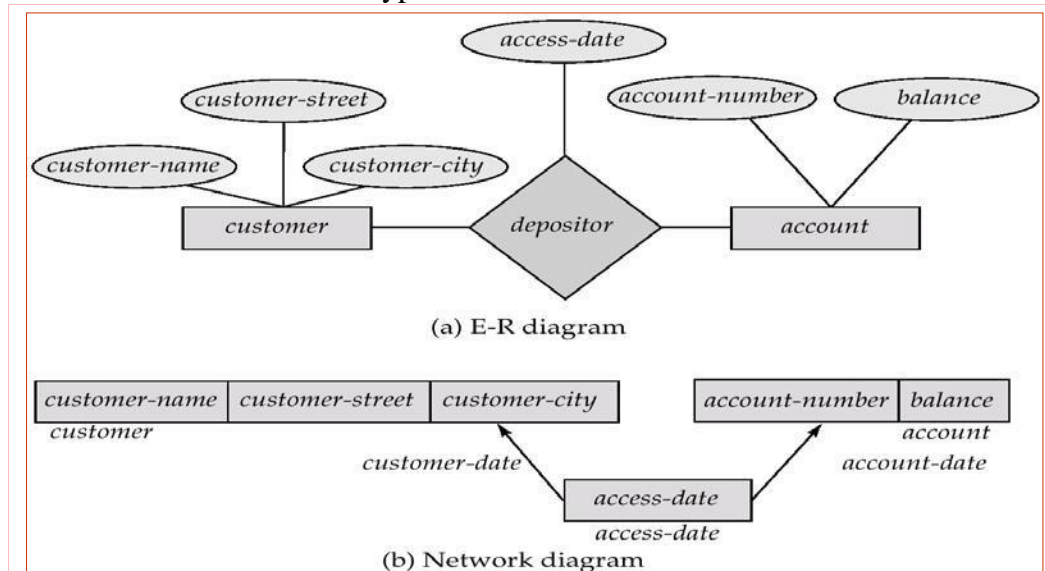 yp
access-date
customer-street
account-number
balance
customer-name
customer-city
customer
depositor
account
(a) E-R diagram
customer-name customer-street customer-city
account-number balance
customer
account
customer-date
account-date
access-date
access-date
(b) Network diagram